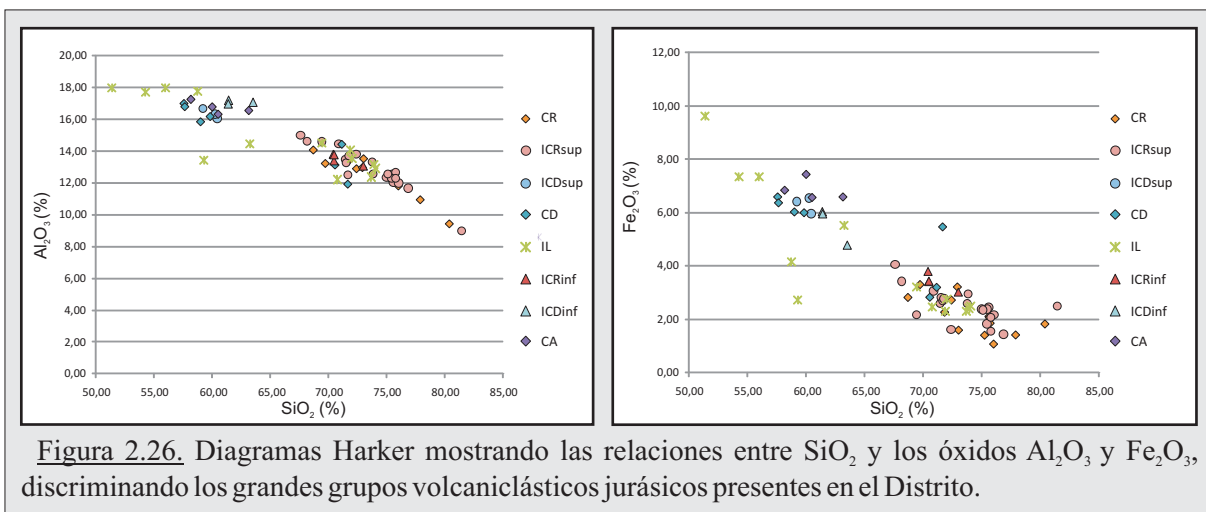 20,00
18,00
16,00
14,00
12,00
10,00
8,00
6,00
4,00
2,00
0,00
Al₂O₃ (%)
50,00 55,00 60,00 65,00 70,00 75,00 80,00 85,00
SiO₂ (%)
CR
ICRsup
ICDsup
CD
IL
ICRinf
ICDinf
CA
12,00
10,00
8,00
6,00
4,00
2,00
0,00
Fe₂O₃ (%)
50,00 55,00 60,00 65,00 70,00 75,00 80,00 85,00
SiO₂ (%)
CR
ICRsup
ICDsup
CD
IL
ICRinf
ICDinf
CA
Figura 2.26. Diagramas Harker mostrando las relaciones entre SiO₂ y los óxidos Al₂O₃ y Fe₂O₃,
discriminando los grandes grupos volcaniclásticos jurásicos presentes en el Distrito.